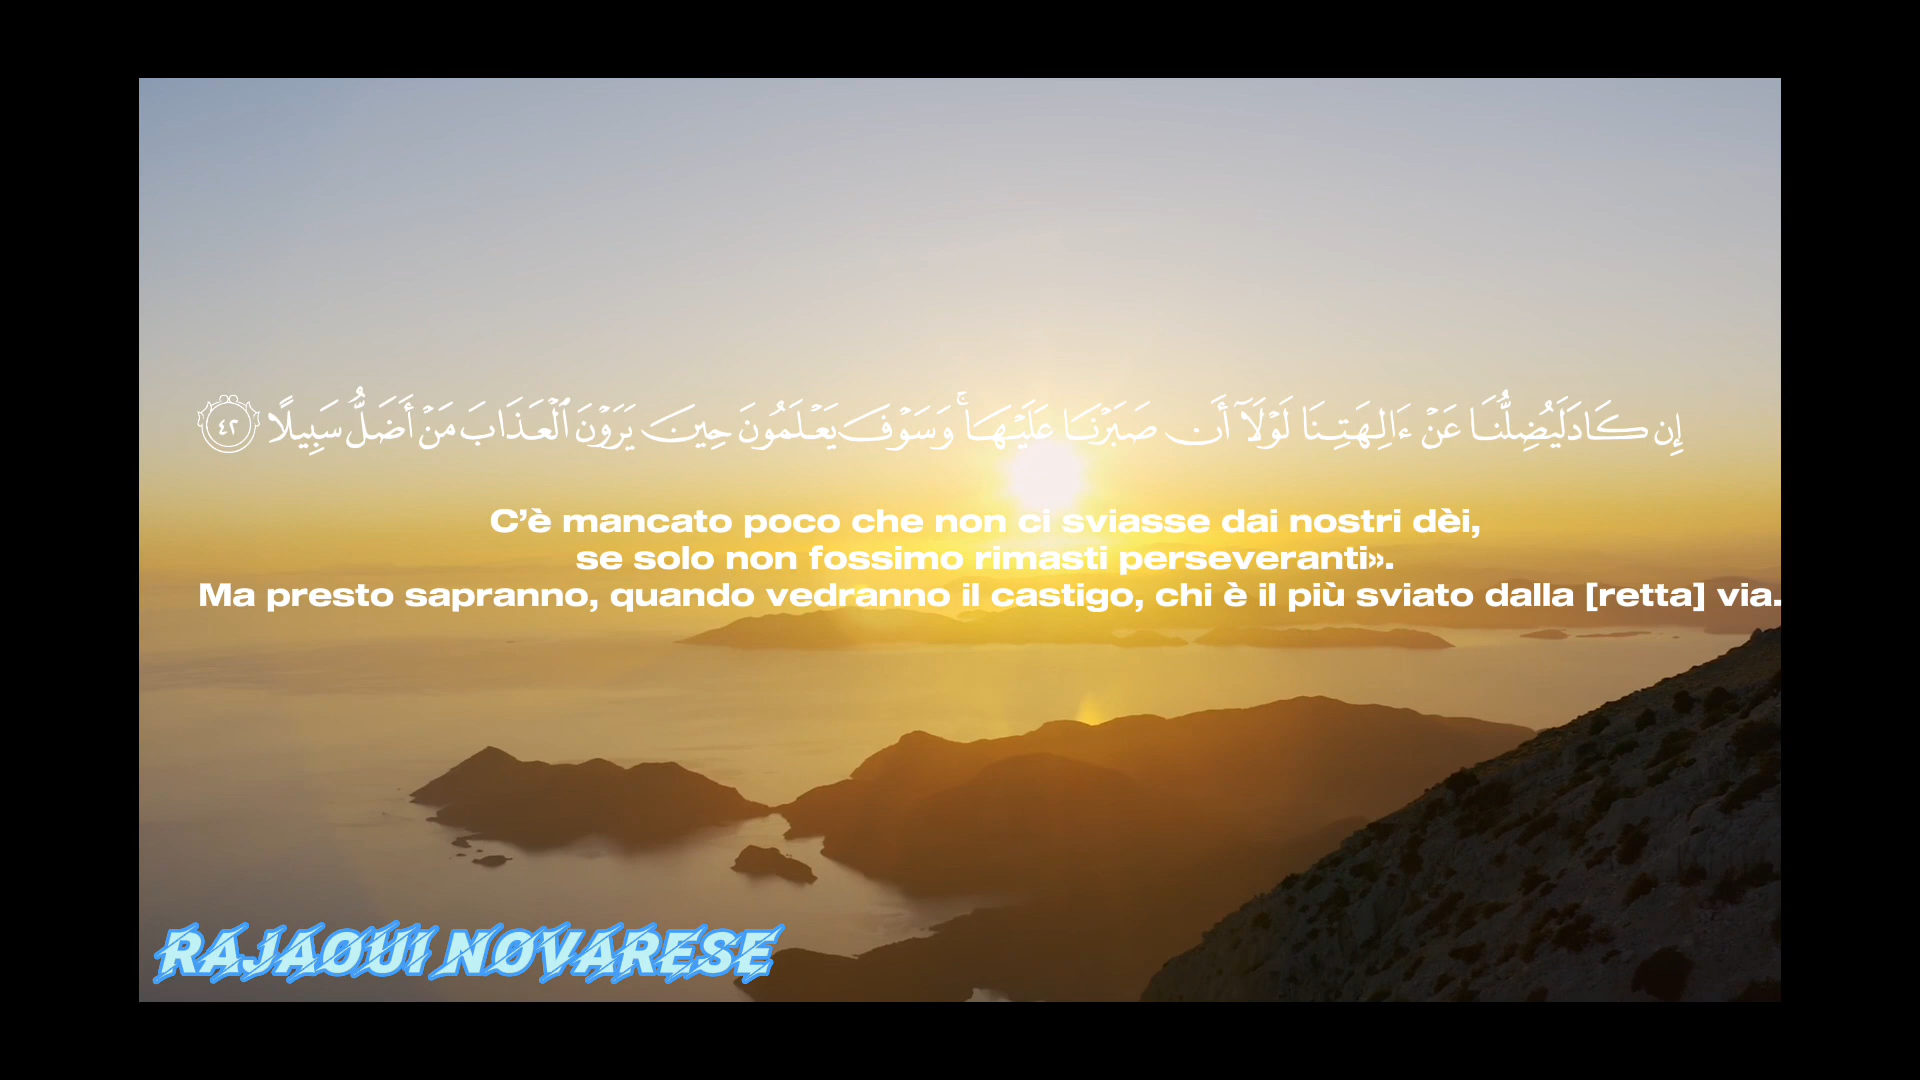 إِن كَادَ لَيُضِلُّنَا عَنْ ءَالِهَتِنَا لَوْلَآ أَن صَبَرْنَا عَلَيْهَا ۚ وَسَوْفَ يَعْلَمُونَ حِينَ يَرَوْنَ ٱلْعَذَابَ مَنْ أَضَلُّ سَبِيلًا ٤٢
C’è mancato poco che non ci sviasse dai nostri dèi,
se solo non fossimo rimasti perseveranti».
Ma presto sapranno, quando vedranno il castigo, chi è il più sviato dalla [retta] via.
RAJAOUI NOVARESE